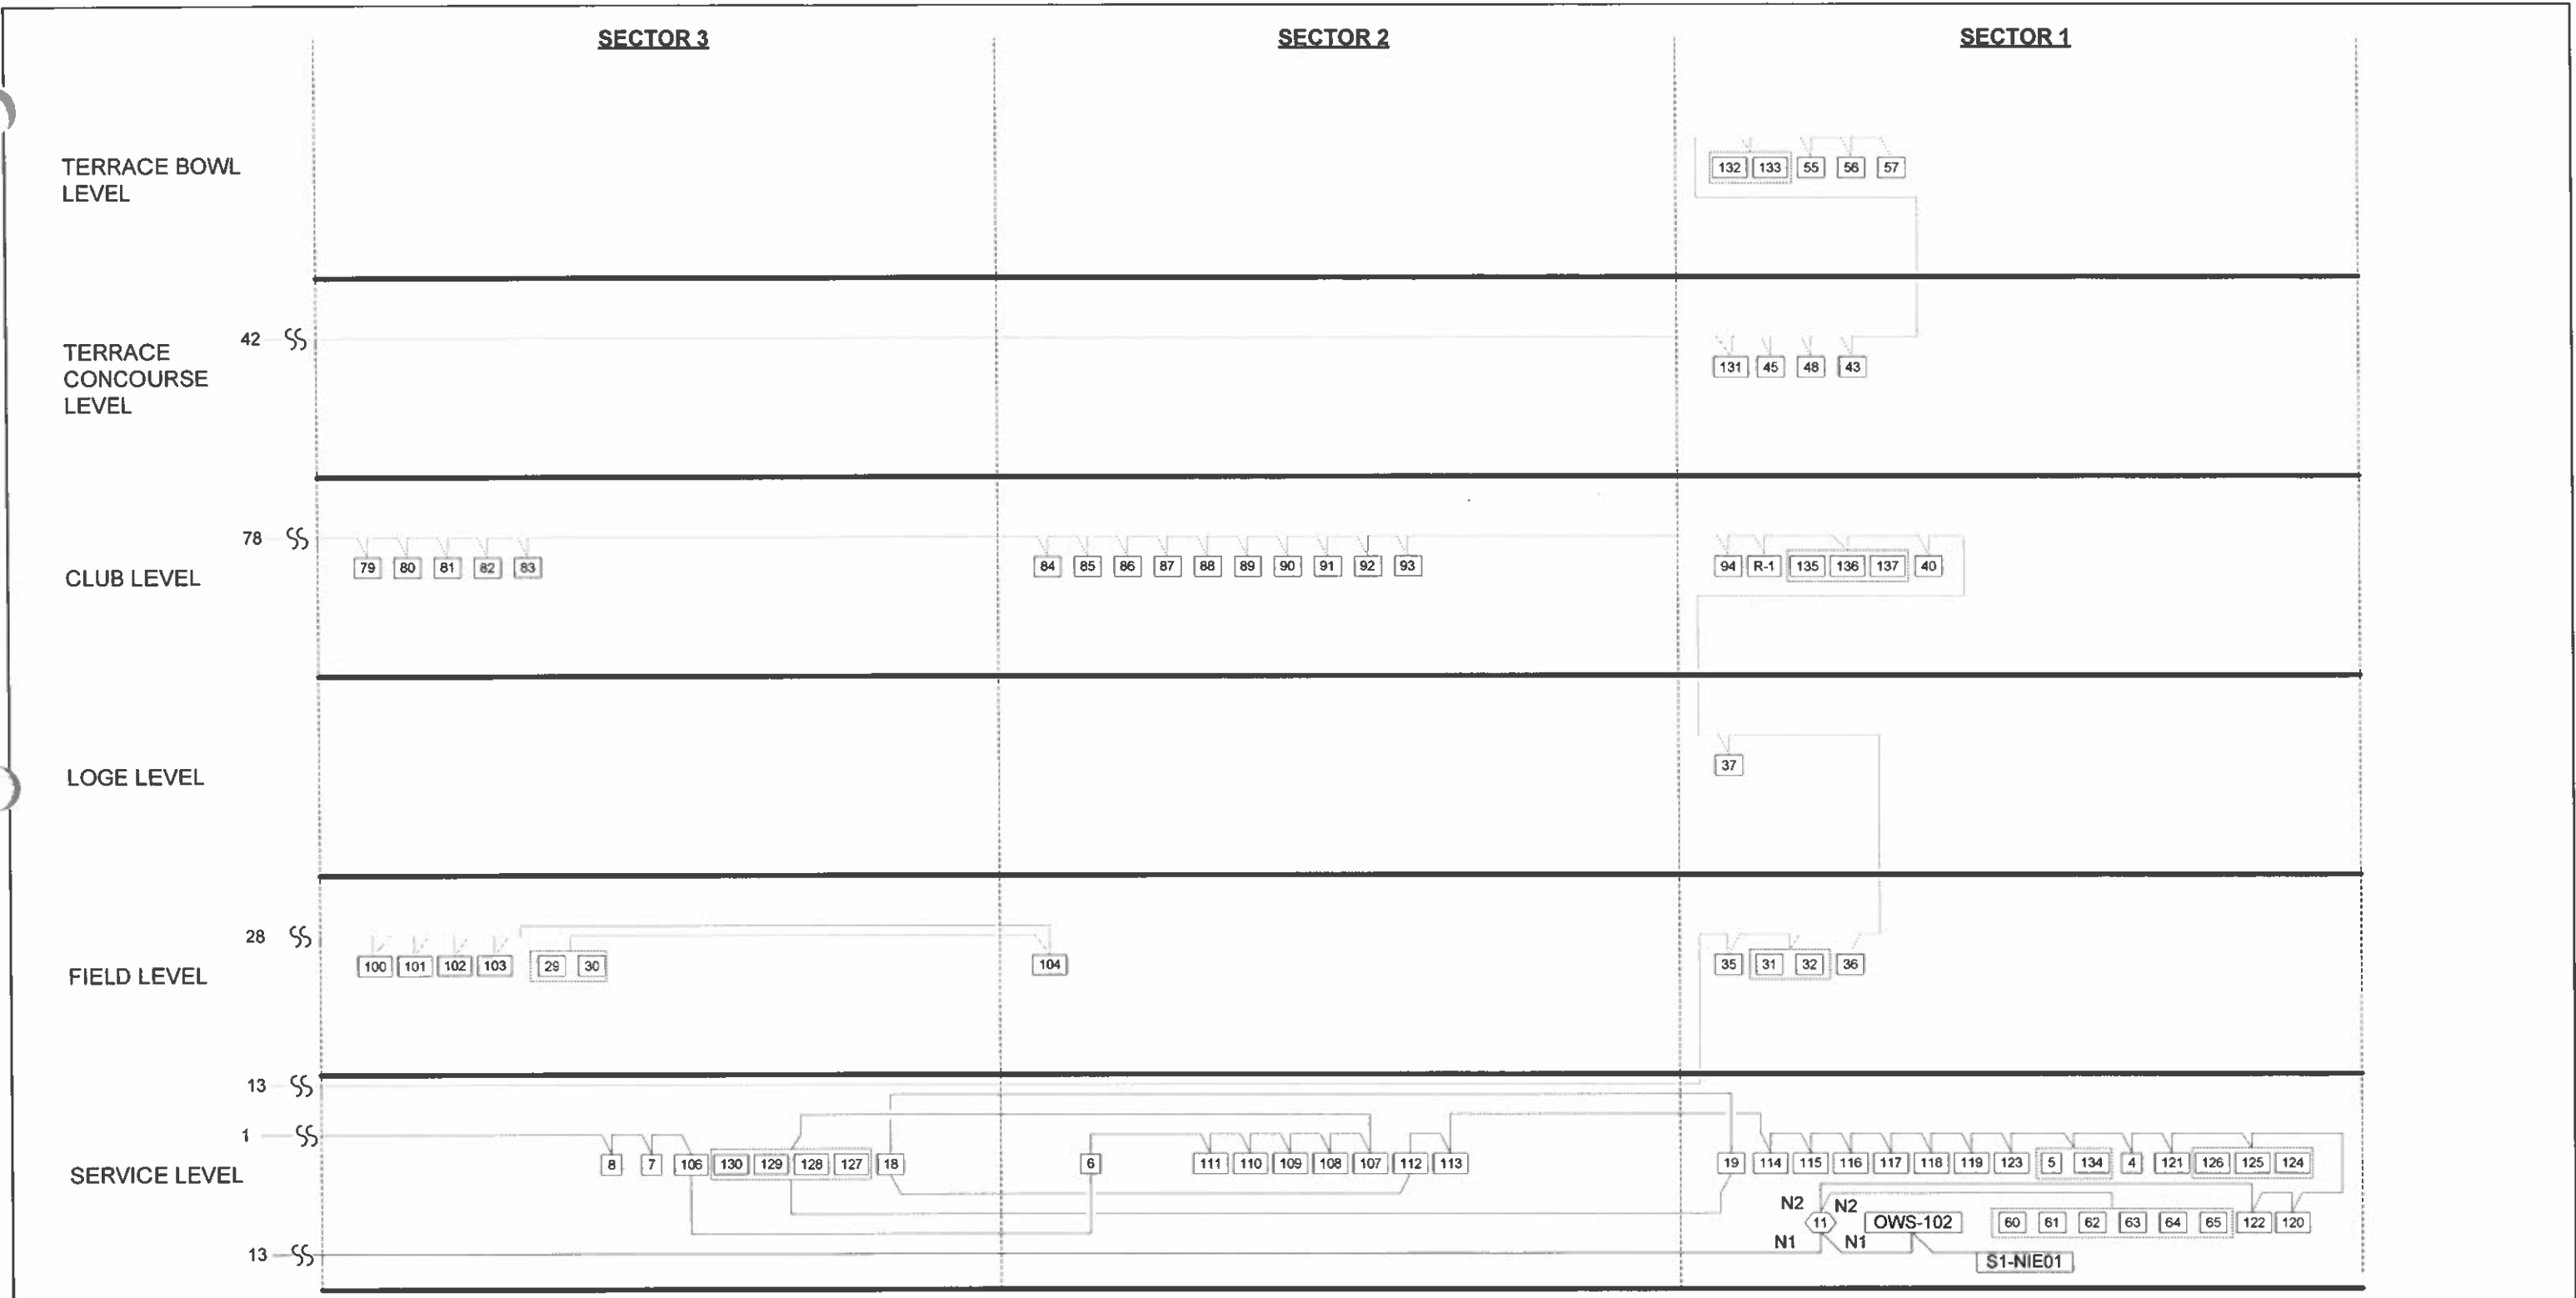 SECTOR 3 SECTOR 2 SECTOR 1
TERRACE BOWL
LEVEL
132 133 55 56 57
42
TERRACE
CONCOURSE
LEVEL
131 45 48 43
78
CLUB LEVEL
79 80 81 82 83 84 85 86 87 88 89 90 91 92 93 94 R-1 135 136 137 40
LOGE LEVEL
37
28
FIELD LEVEL
100 101 102 103 29 30 104 35 31 32 36
13
1
SERVICE LEVEL
8 7 106 130 129 128 127 18 6 111 110 109 108 107 112 113 19 114 115 116 117 118 119 123 5 134 4 121 126 125 124
N2 N2
11 OWS-102 60 61 62 63 64 65 122 120
N1 N1
13
S1-NIE01